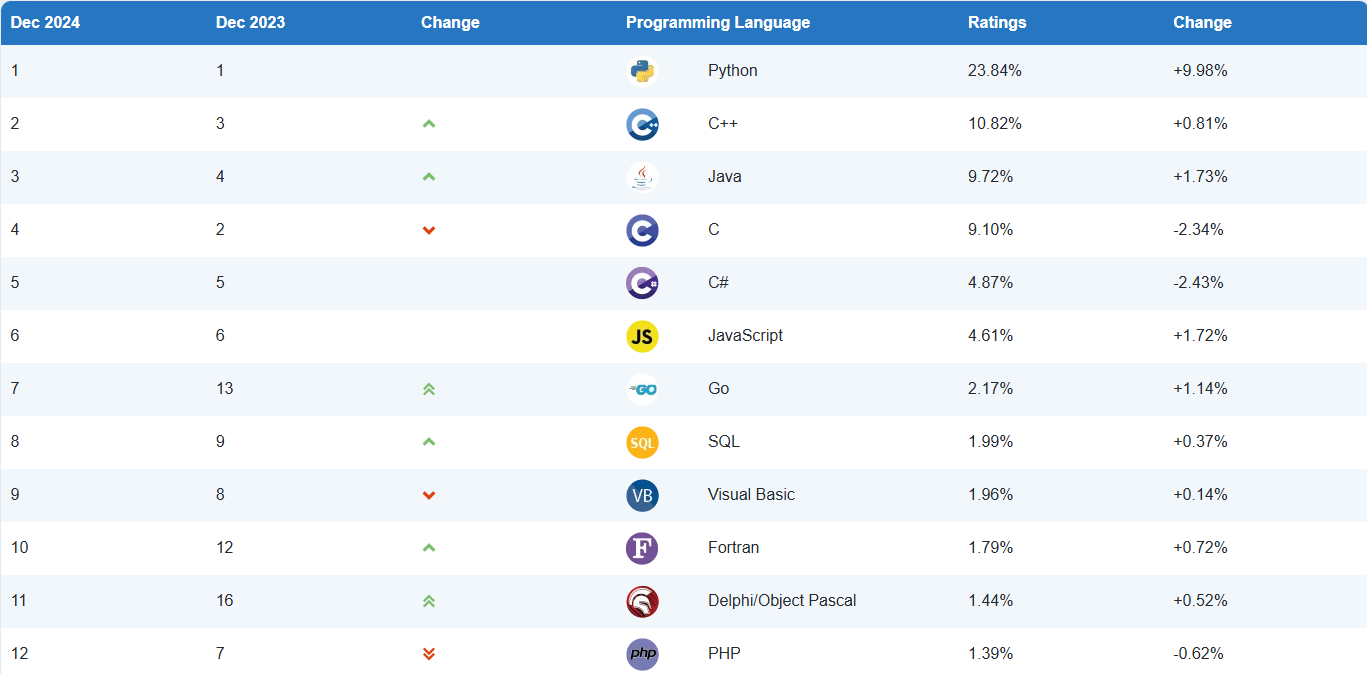 Dec 2024 Dec 2023 Change Programming Language Ratings Change
1 1 Python 23.84% +9.98%
2 3 C++ 10.82% +0.81%
3 4 Java 9.72% +1.73%
4 2 C 9.10% -2.34%
5 5 C# 4.87% -2.43%
6 6 JS JavaScript 4.61% +1.72%
7 13 GO Go 2.17% +1.14%
8 9 SQL SQL 1.99% +0.37%
9 8 VB Visual Basic 1.96% +0.14%
10 12 F Fortran 1.79% +0.72%
11 16 Delphi/Object Pascal 1.44% +0.52%
12 7 php PHP 1.39% -0.62%